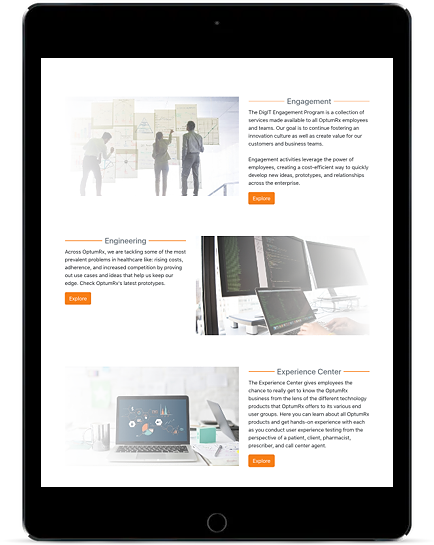 Engagement
The DigIT Engagement Program is a collection of
services made available to all OptumRx employees
and teams. Our goal is to continue fostering an
innovation culture as well as create value for our
customers and business teams.
Engagement activities leverage the power of
employees, creating a cost-efficient way to quickly
develop new ideas, prototypes, and relationships
across the enterprise.
Explore
Engineering
Across OptumRx, we are tackling some of the most
prevalent problems in healthcare like: rising costs,
adherence, and increased competition by proving
out use cases and ideas that help us keep our
edge. Check OptumRx's latest prototypes.
Explore
Experience Center
The Experience Center gives employees the
chance to really get to know the OptumRx
business from the lens of the different technology
products that OptumRx offers to its various end
user groups. Here you can learn about all OptumRx
products and get hands-on experience with each
as you conduct user experience testing from the
perspective of a patient, client, pharmacist,
prescriber, and call center agent.
Explore